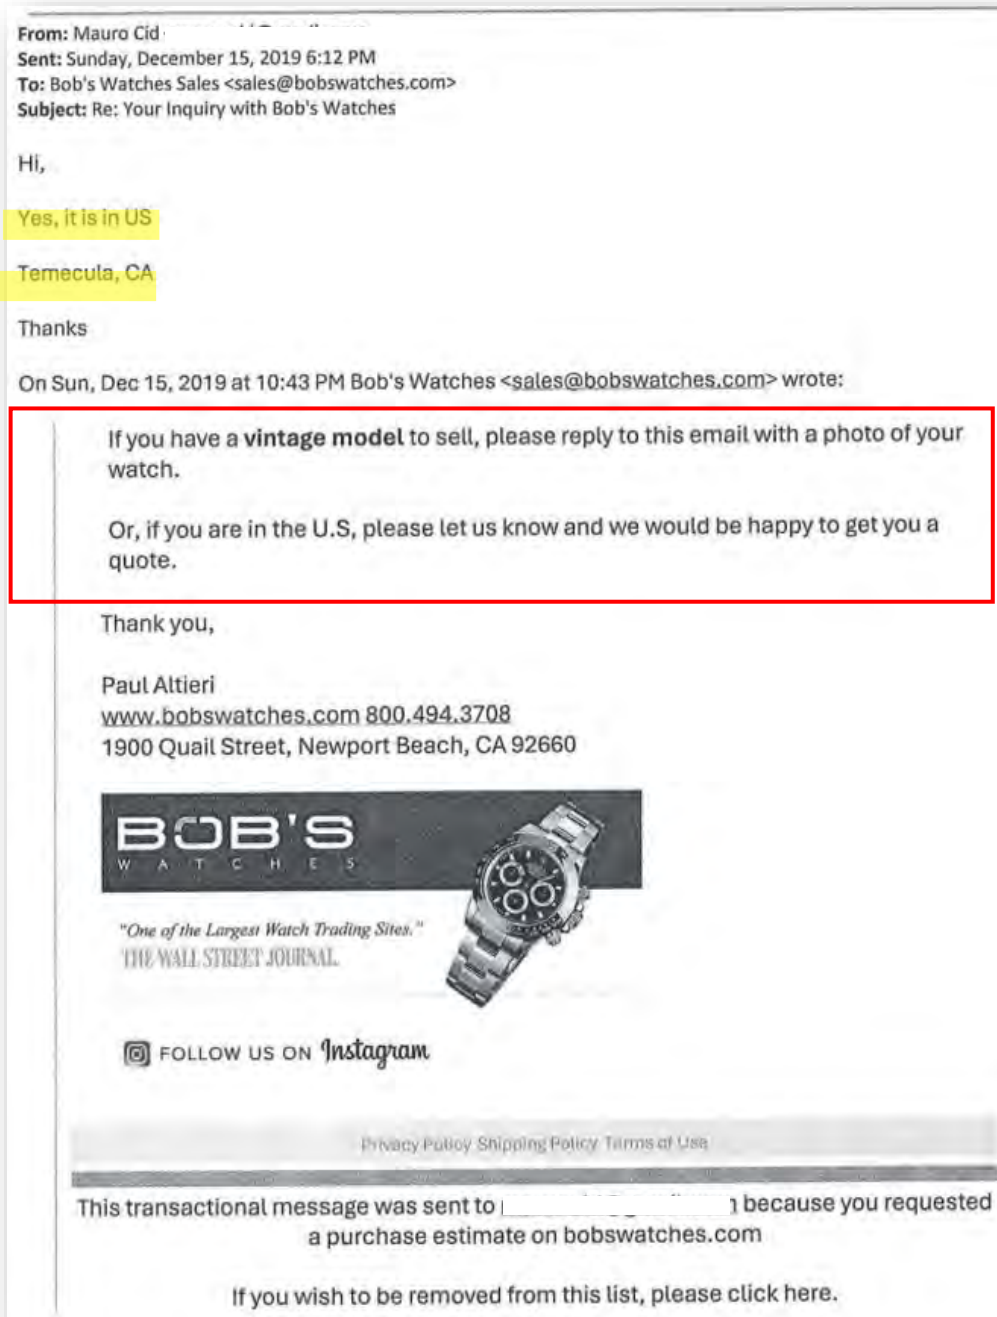 From: Mauro Cid
Sent: Sunday, December 15, 2019 6:12 PM
To: Bob's Watches Sales <sales@bobswatches.com>
Subject: Re: Your Inquiry with Bob's Watches
Hi,
Yes, it is in US
Temecula, CA
Thanks
On Sun, Dec 15, 2019 at 10:43 PM Bob's Watches <sales@bobswatches.com> wrote:
If you have a vintage model to sell, please reply to this email with a photo of your
watch.
Or, if you are in the U.S, please let us know and we would be happy to get you a
quote.
Thank you,
Paul Altieri
www.bobswatches.com 800.494.3708
1900 Quail Street, Newport Beach, CA 92660
BOB'S
WATCHES
"One of the Largest Watch Trading Sites."
THE WALL STREET JOURNAL.
FOLLOW US ON Instagram
Privacy Policy Shipping Policy Terms of Use
This transactional message was sent to because you requested
a purchase estimate on bobswatches.com
If you wish to be removed from this list, please click here.